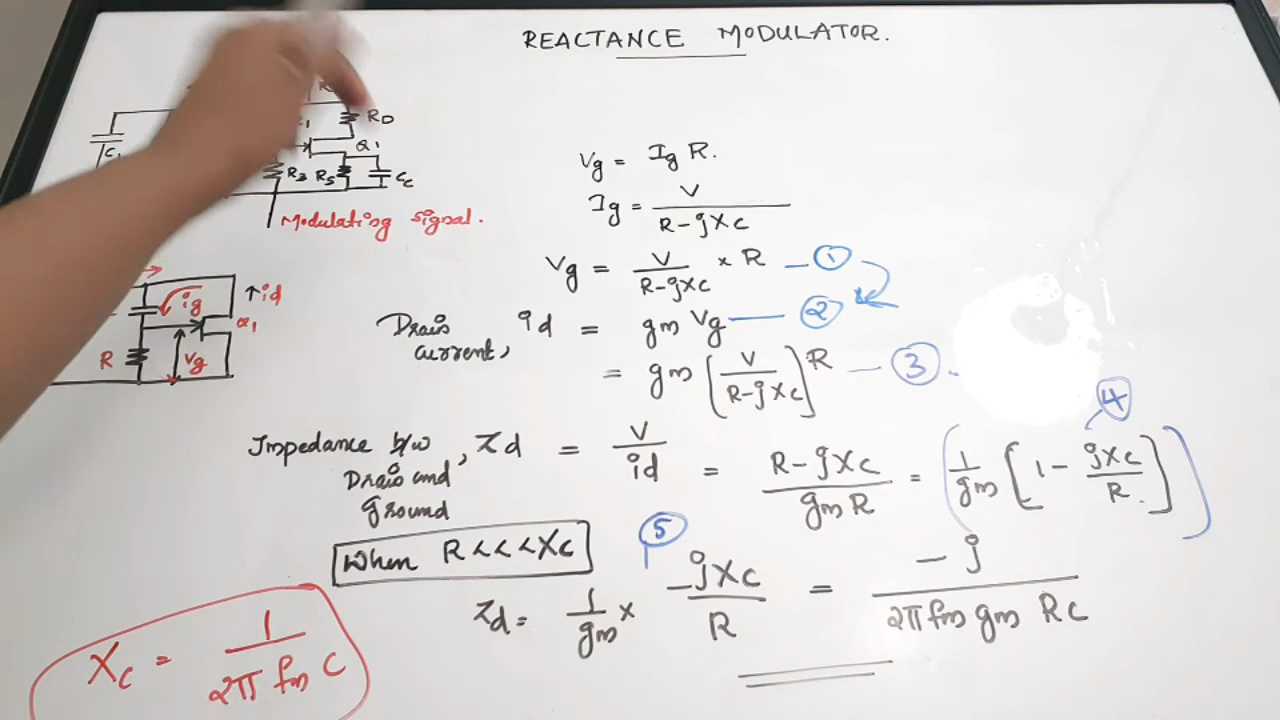 REACTANCE MODULATOR.
RD
C1
Q1
R3 RS Cc
Modulating signal.
Vg = Ig R.
Ig = V / R-jXc
Vg = V / R-jXc × R — ①
Drain current, id = gm Vg — ②
= gm (V / R-jXc) R — ③
ig
↑id
Q1
R
Vg
Impedance b/w Drain and ground, Zd = V / id = R-jXc / gm R = (1/gm [1 - jXc / R.]) ④
When R<<<Xc
⑤
Zd = 1/gm × -jXc / R = -j / 2π fm gm RC
Xc = 1 / 2π fm C